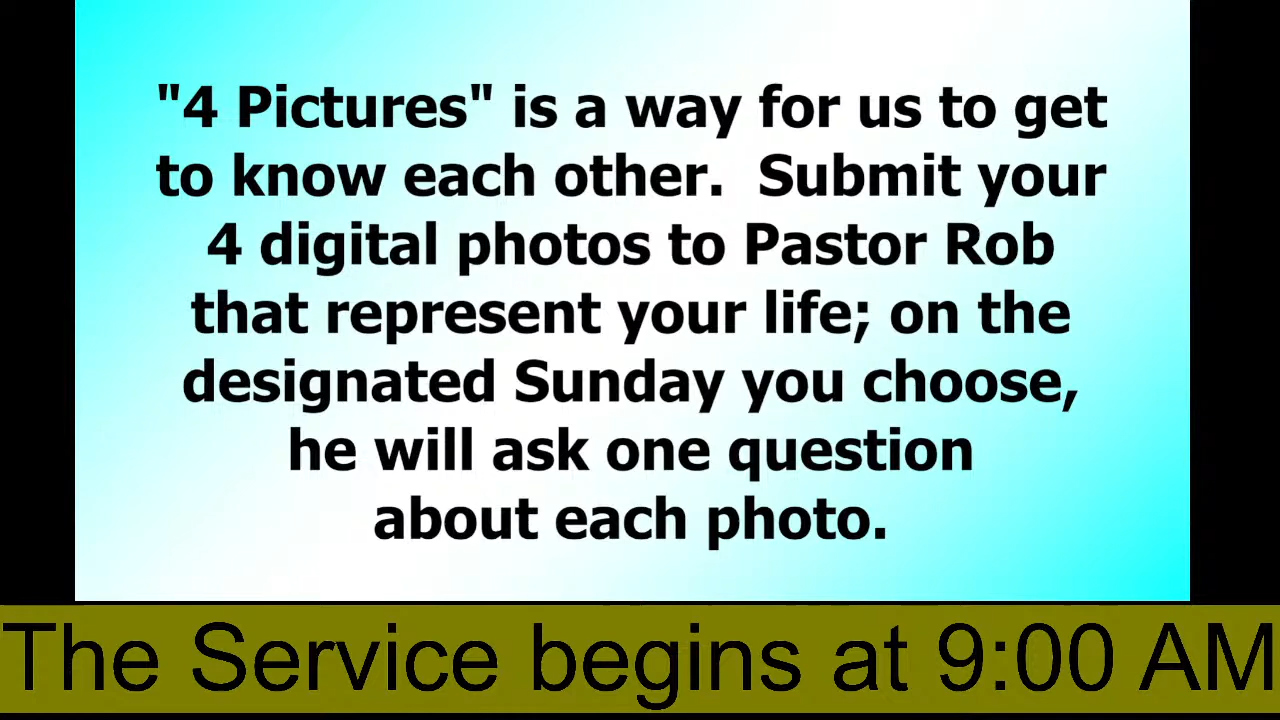 "4 Pictures" is a way for us to get
to know each other.  Submit your
4 digital photos to Pastor Rob
that represent your life; on the
designated Sunday you choose,
he will ask one question
about each photo.
The Service begins at 9:00 AM